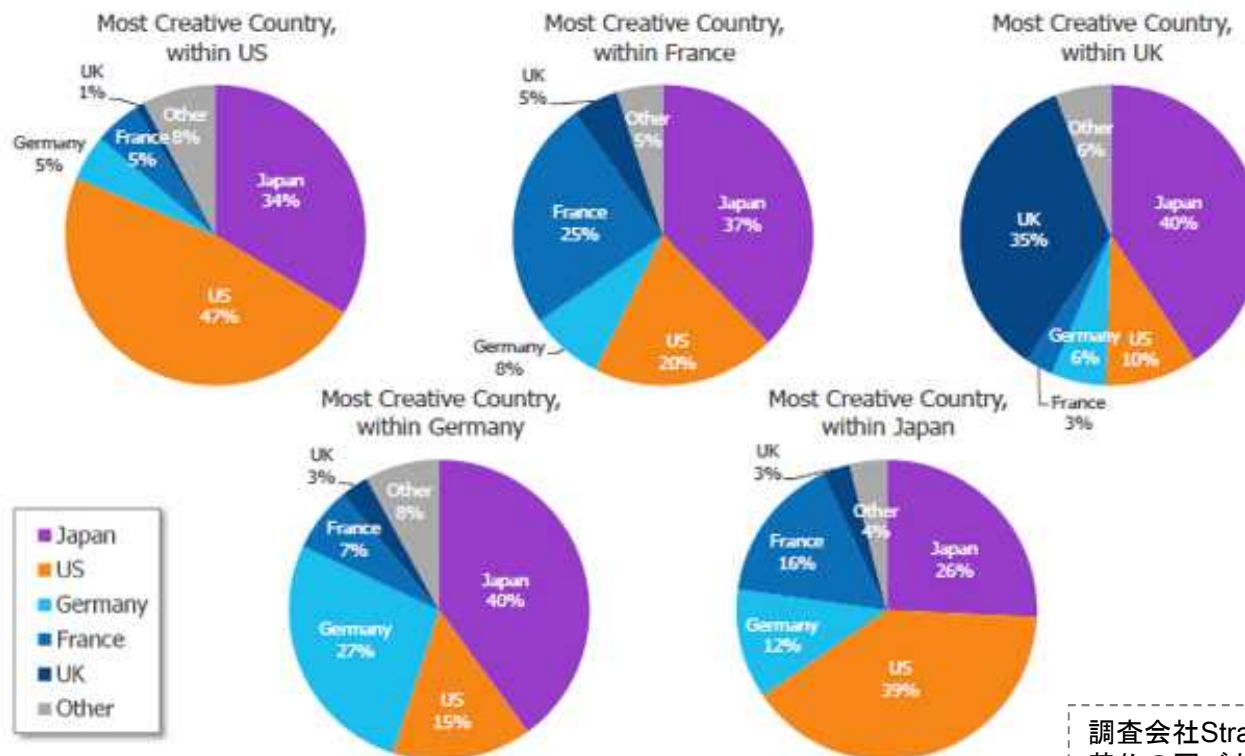 Most Creative Country,
within US
UK
1%
Other
8%
France
5%
Germany
5%
Japan
34%
US
47%
Most Creative Country,
within France
UK
5%
Other
5%
France
25%
Japan
37%
Germany
8%
US
20%
Most Creative Country,
within UK
Other
6%
UK
35%
Japan
40%
Germany
6%
US
10%
France
3%
Most Creative Country,
within Germany
UK
3%
Other
8%
France
7%
Japan
40%
Germany
27%
US
15%
Most Creative Country,
within Japan
UK
3%
Other
4%
France
16%
Japan
26%
Germany
12%
US
39%
Japan
US
Germany
France
UK
Other
調査会社Stra